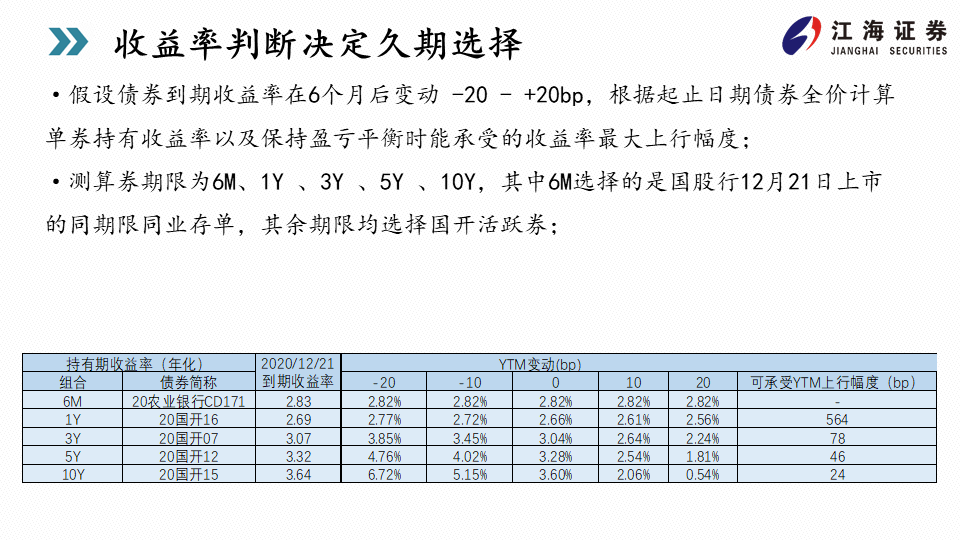 收益率判断决定久期选择
江海证券
JIANGHAI SECURITIES
·假设债券到期收益率在6个月后变动 -20 - +20bp，根据起止日期债券全价计算
单券持有收益率以及保持盈亏平衡时能承受的收益率最大上行幅度；
·测算券期限为6M、1Y 、3Y 、5Y 、10Y，其中6M选择的是国股行12月21日上市
的同期限同业存单，其余期限均选择国开活跃券；
持有期收益率（年化） 2020/12/21 到期收益率 YTM变动(bp)
组合 债券简称 -20 -10 0 10 20 可承受YTM上行幅度（bp）
6M 20农业银行CD171 2.83 2.82% 2.82% 2.82% 2.82% 2.82% -
1Y 20国开16 2.69 2.77% 2.72% 2.66% 2.61% 2.56% 564
3Y 20国开07 3.07 3.85% 3.45% 3.04% 2.64% 2.24% 78
5Y 20国开12 3.32 4.76% 4.02% 3.28% 2.54% 1.81% 46
10Y 20国开15 3.64 6.72% 5.15% 3.60% 2.06% 0.54% 24